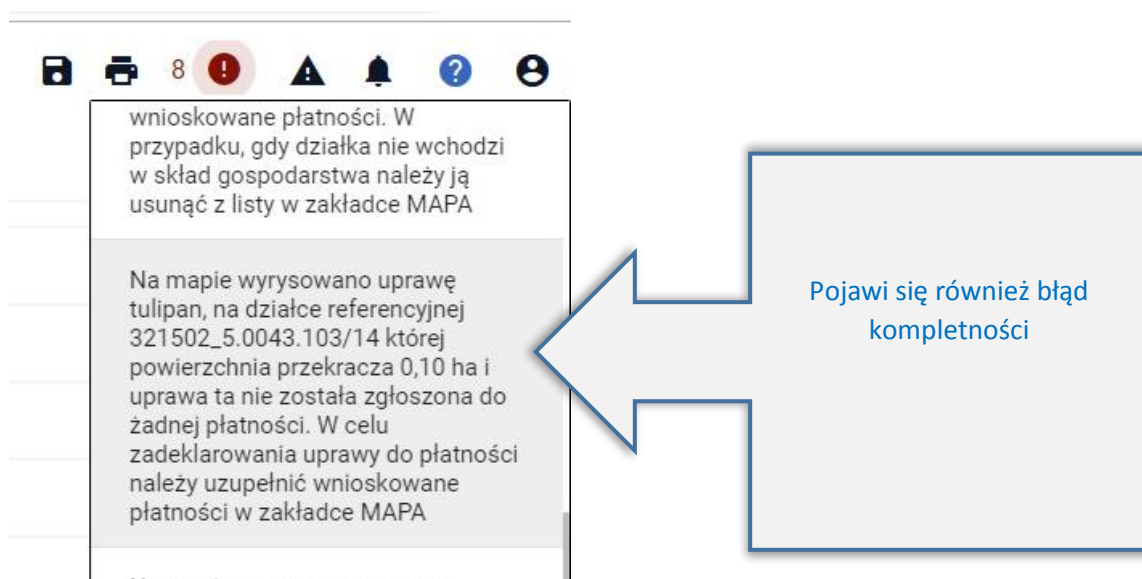 8
wnioskowane płatności. W
przypadku, gdy działka nie wchodzi
w skład gospodarstwa należy ją
usunąć z listy w zakładce MAPA
Na mapie wyrysowano uprawę
tulipan, na działce referencyjnej
321502_5.0043.103/14 której
powierzchnia przekracza 0,10 ha i
uprawa ta nie została zgłoszona do
żadnej płatności. W celu
zadeklarowania uprawy do płatności
należy uzupełnić wnioskowane
płatności w zakładce MAPA
Pojawi się również błąd
kompletności